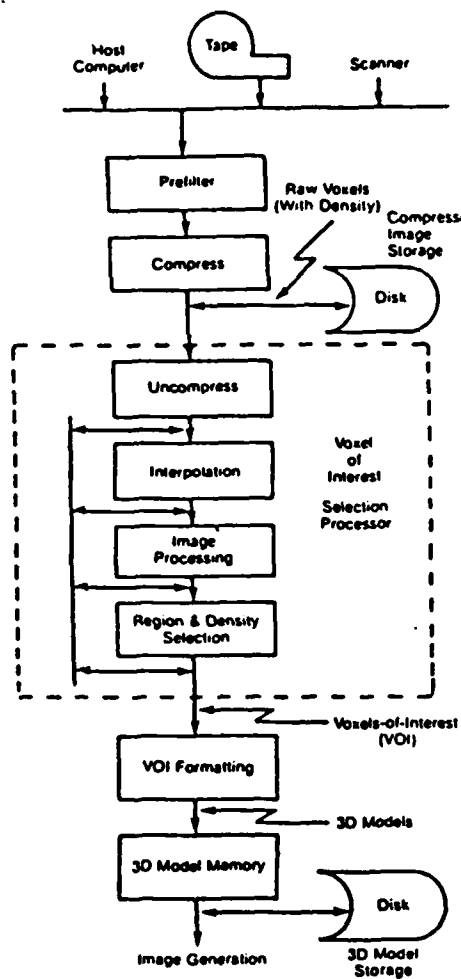 Host
Computer
Tape
Scanner
Prefilter
Raw Voxels
(With Density)
Compress
Image
Storage
Compress
Disk
Uncompress
Interpolation
Image
Processing
Region & Density
Selection
Voxel
of
Interest
Selection
Processor
Voxels-of-Interest
(VOI)
VOI Formatting
3D Models
3D Model Memory
Disk
Image Generation
3D Model
Storage